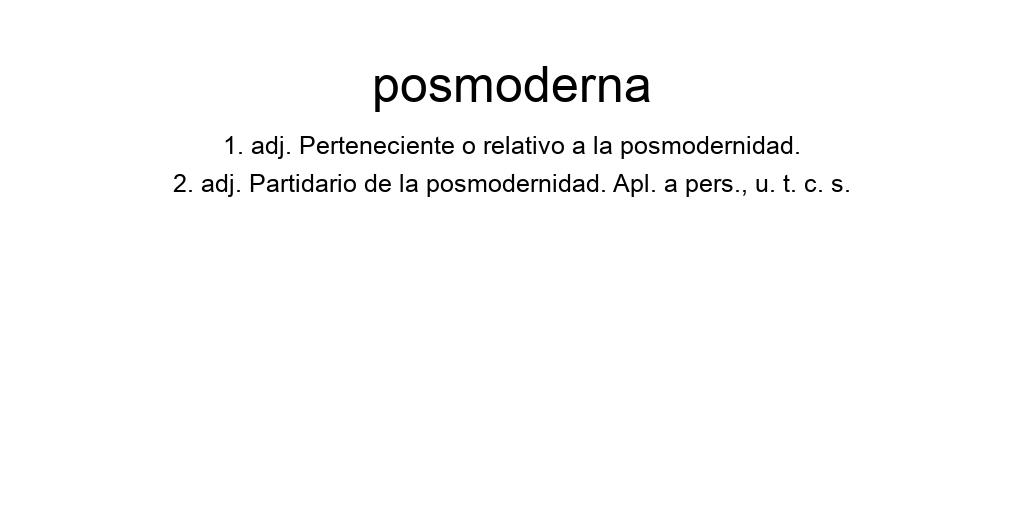 posmoderna
1. adj. Perteneciente o relativo a la posmodernidad.
2. adj. Partidario de la posmodernidad. Apl. a pers., u. t. c. s.